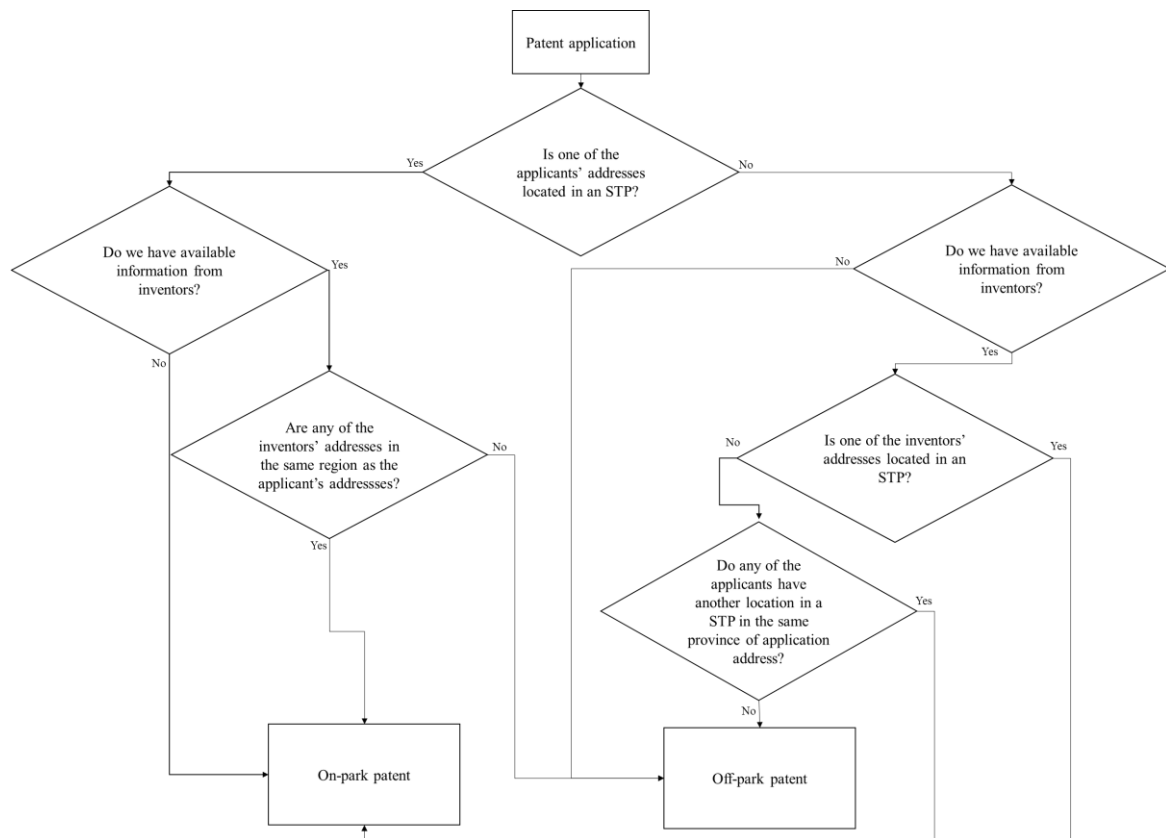 Patent application
Is one of the
applicants' addresses
located in an STP?
Yes
No
Do we have available
information from
inventors?
Yes
No
Do we have available
information from
inventors?
No
Yes
Are any of the
inventors' addresses in
the same region as the
applicant's addressses?
No
Yes
Is one of the inventors'
addresses located in an
STP?
No
Yes
Do any of the
applicants have
another location in a
STP in the same
province of application
address?
Yes
No
On-park patent
Off-park patent